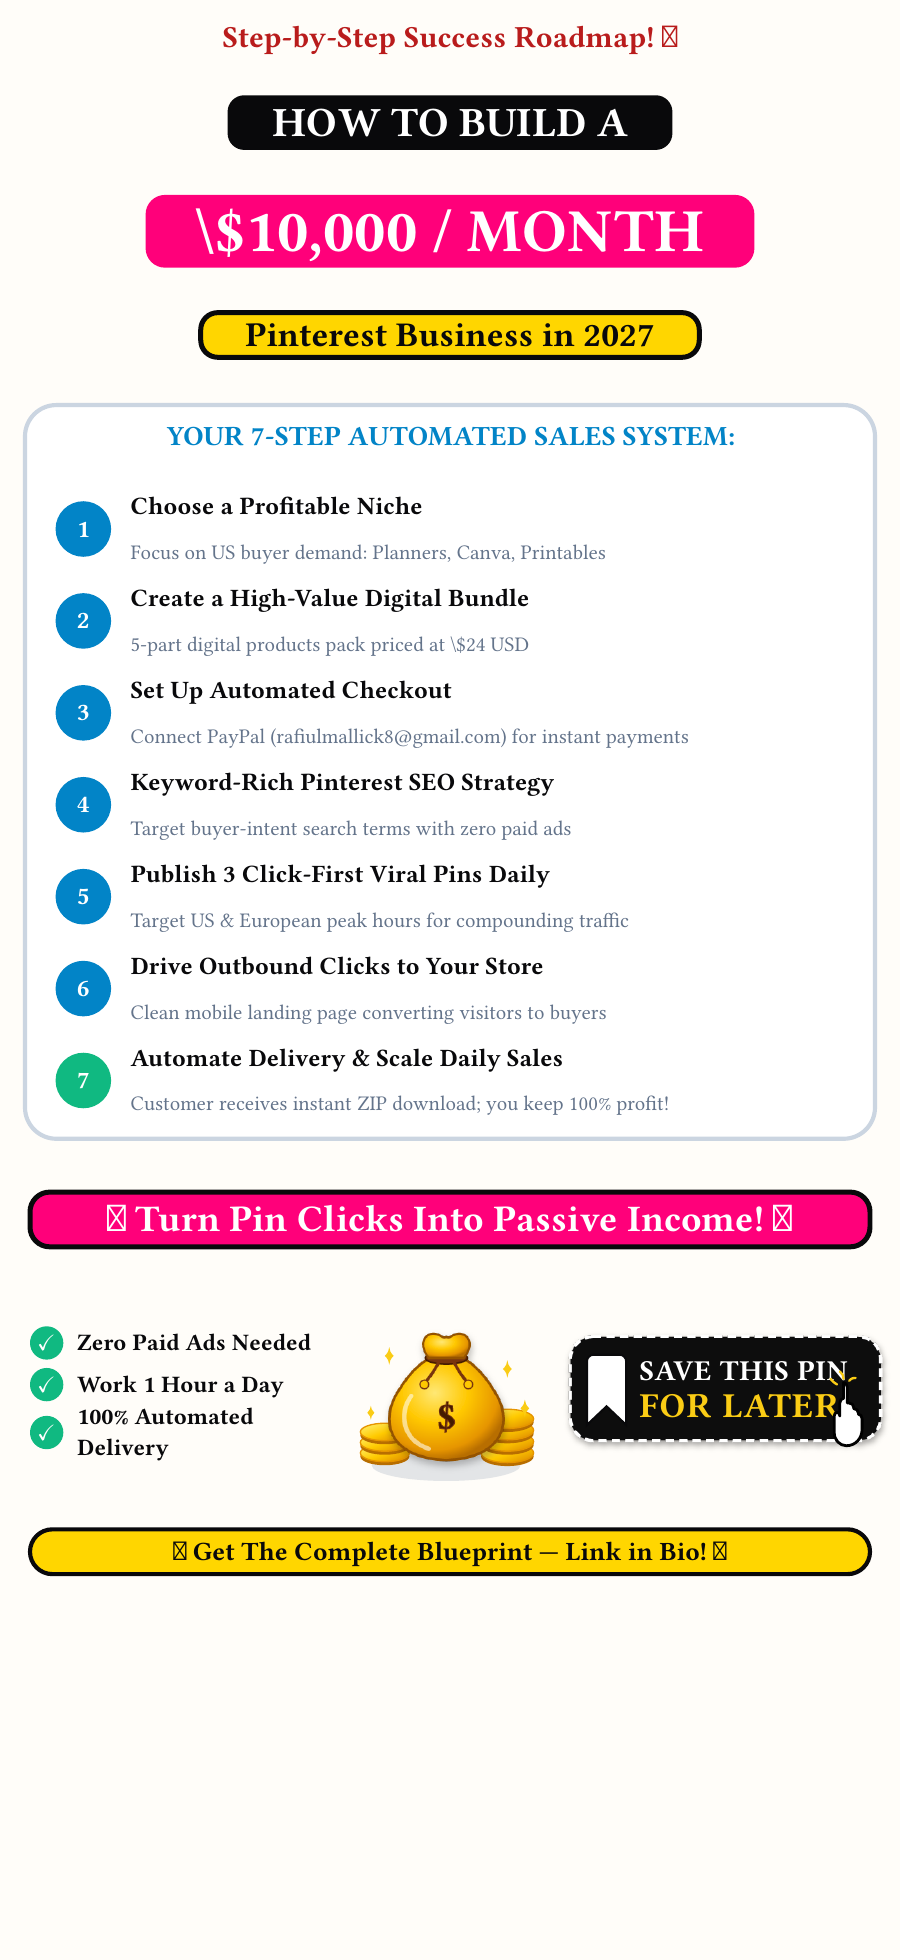 Step-by-Step Success Roadmap!
HOW TO BUILD A
\$10,000 / MONTH
Pinterest Business in 2027
YOUR 7-STEP AUTOMATED SALES SYSTEM:
1
Choose a Profitable Niche
Focus on US buyer demand: Planners, Canva, Printables
2
Create a High-Value Digital Bundle
5-part digital products pack priced at \$24 USD
3
Set Up Automated Checkout
Connect PayPal (rafiulmallick8@gmail.com) for instant payments
4
Keyword-Rich Pinterest SEO Strategy
Target buyer-intent search terms with zero paid ads
5
Publish 3 Click-First Viral Pins Daily
Target US & European peak hours for compounding traffic
6
Drive Outbound Clicks to Your Store
Clean mobile landing page converting visitors to buyers
7
Automate Delivery & Scale Daily Sales
Customer receives instant ZIP download; you keep 100% profit!
Turn Pin Clicks Into Passive Income!
✓ Zero Paid Ads Needed
✓ Work 1 Hour a Day
✓ 100% Automated
Delivery
$
SAVE THIS PIN
FOR LATER
Get The Complete Blueprint — Link in Bio!